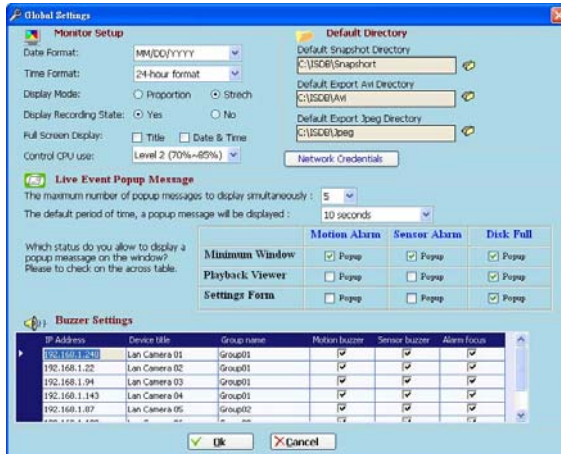 Global Settings
Monitor Setup
Date Format: MM/DD/YYYY
Time Format: 24-hour format
Display Mode: Proportion Strech
Display Recording State: Yes No
Full Screen Display: Title Date & Time
Control CPU use: Level 2 (70%~85%)
Default Directory
Default Snapshot Directory
C:\ISDB\Snapshort
Default Export Avi Directory
C:\ISDB\Avi
Default Export Jpeg Directory
C:\ISDB\Jpeg
Network Credentials
Live Event Popup Message
The maximum number of popup messages to display simultaneously : 5
The default period of time, a popup message will be displayed : 10 seconds
Which status do you allow to display a
popup meassage on the window?
Please to check on the across table.
Motion Alarm Sensor Alarm Disk Full
Minimum Window Popup Popup Popup
Playback Viewer Popup Popup Popup
Settings Form Popup Popup Popup
Buzzer Settings
IP Address Device title Group name Motion buzzer Sensor buzzer Alarm focus
192.168.1.240 Lan Camera 01 Group01
192.168.1.22 Lan Camera 02 Group01
192.168.1.94 Lan Camera 03 Group01
192.168.1.143 Lan Camera 04 Group01
192.168.1.87 Lan Camera 05 Group02
Ok Cancel